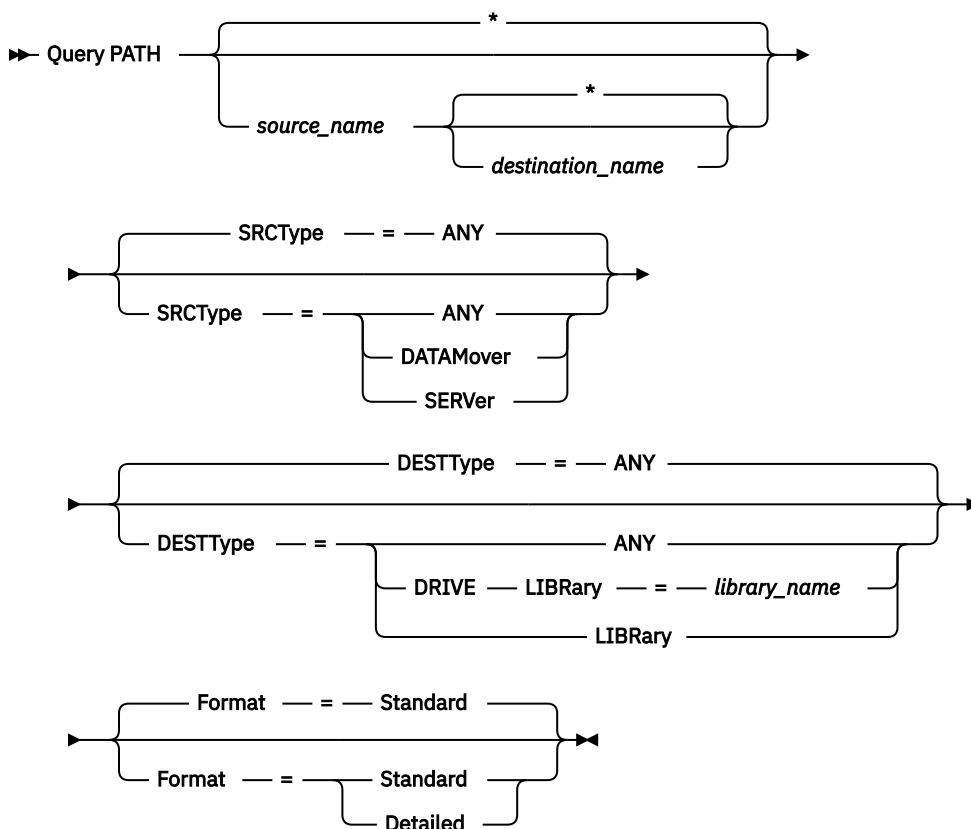 *
Query PATH
*
source_name
destination_name
SRCType = ANY
SRCType = ANY
DATAMover
SERVer
DESTType = ANY
DESTType = ANY
DRIVE LIBRary = library_name
LIBRary
Format = Standard
Format = Standard
Detailed